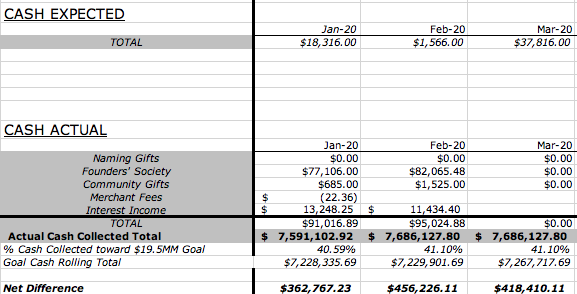 CASH EXPECTED
Jan-20 Feb-20 Mar-20
TOTAL $18,316.00 $1,566.00 $37,816.00
CASH ACTUAL
Jan-20 Feb-20 Mar-20
Naming Gifts $0.00 $0.00 $0.00
Founders' Society $77,106.00 $82,065.48 $0.00
Community Gifts $685.00 $1,525.00 $0.00
Merchant Fees $ (22.36)
Interest Income $ 13,248.25 $ 11,434.40
TOTAL $91,016.89 $95,024.88 $0.00
Actual Cash Collected Total $ 7,591,102.92 $ 7,686,127.80 $ 7,686,127.80
% Cash Collected toward $19.5MM Goal 40.59% 41.10% 41.10%
Goal Cash Rolling Total $7,228,335.69 $7,229,901.69 $7,267,717.69
Net Difference $362,767.23 $456,226.11 $418,410.11